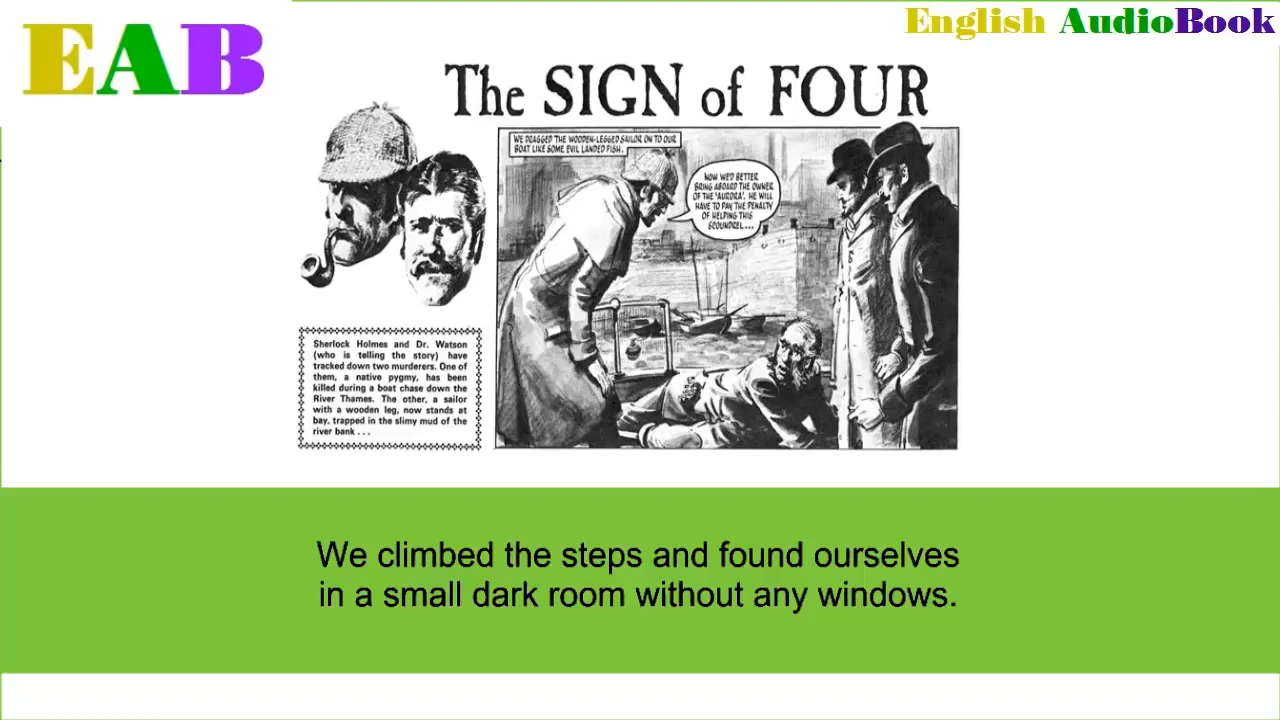 EAB
English AudioBook
The SIGN of FOUR
WE DRAGGED THE WOODEN-LEGGED SAILOR ON TO OUR
BOAT LIKE SOME EVIL LANDED FISH.
NOW WE'D BETTER
BRING ABOARD THE OWNER
OF THE 'AURORA'. HE WILL
HAVE TO PAY THE PENALTY
OF HELPING THIS
SCOUNDREL...
Sherlock Holmes and Dr. Watson
(who is telling the story) have
tracked down two murderers. One of
them, a native pygmy, has been
killed during a boat chase down the
River Thames. The other, a sailor
with a wooden leg, now stands at
bay, trapped in the slimy mud of the
river bank . . .
We climbed the steps and found ourselves
in a small dark room without any windows.